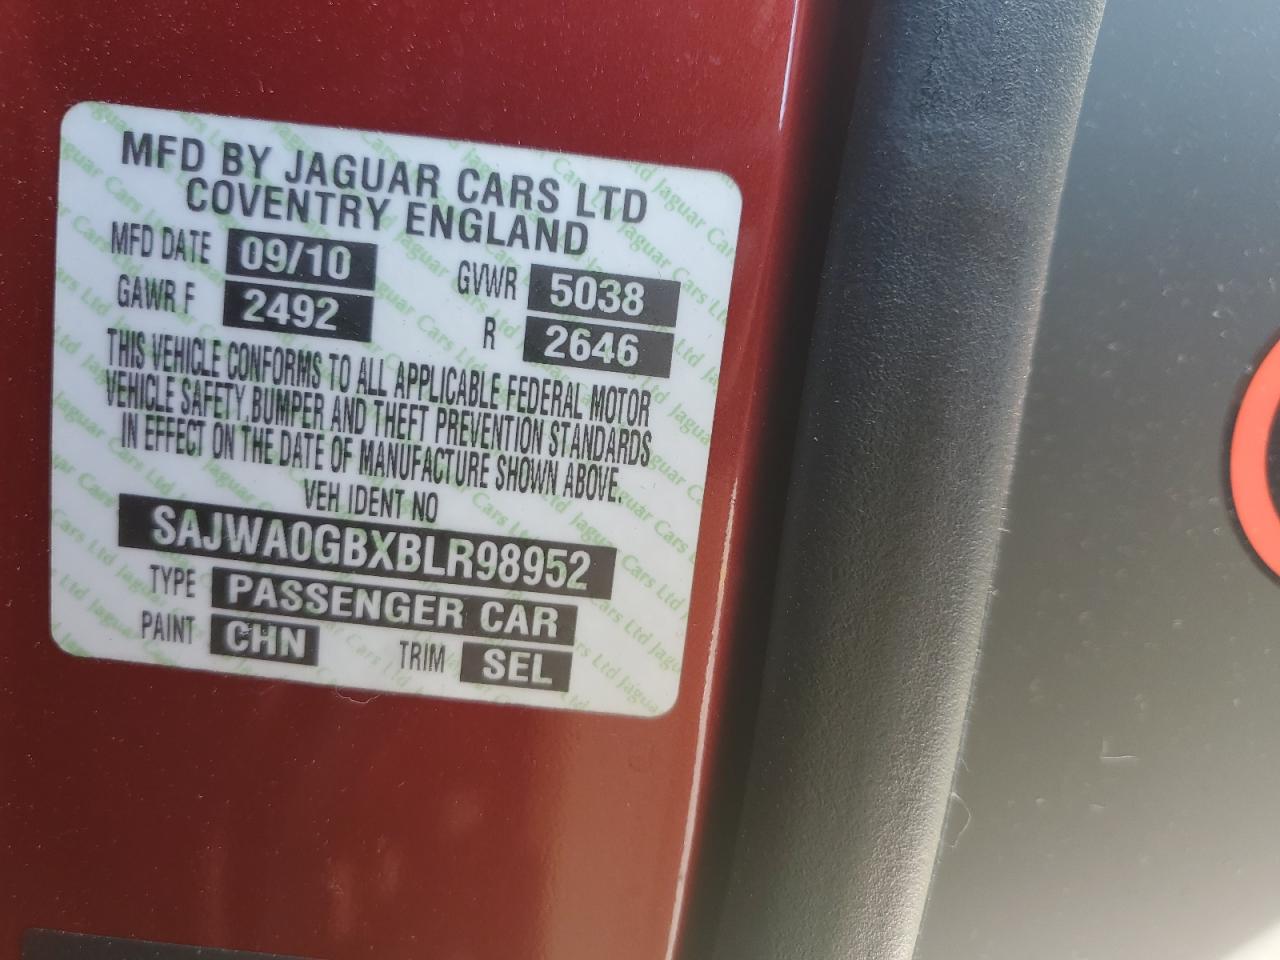 MFD BY JAGUAR CARS LTD
COVENTRY ENGLAND
MFD DATE 09/10 GVWR 5038
GAWR F 2492 R 2646
THIS VEHICLE CONFORMS TO ALL APPLICABLE FEDERAL MOTOR
VEHICLE SAFETY, BUMPER AND THEFT PREVENTION STANDARDS
IN EFFECT ON THE DATE OF MANUFACTURE SHOWN ABOVE.
VEH IDENT NO
SAJWA0GBXBLR98952
TYPE PASSENGER CAR
PAINT CHN TRIM SEL